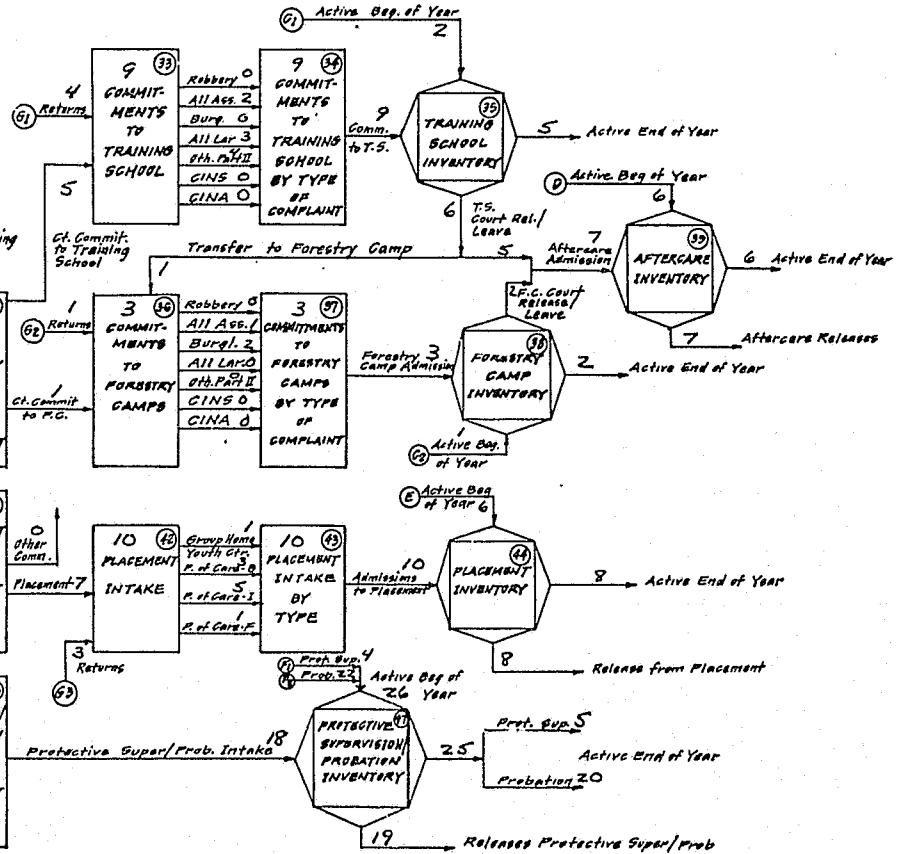 G1 Active Beg. of Year
2
9 33
COMMIT-
MENTS
TO
TRAINING
SCHOOL
4
G1 Returns
5
Ct. Commit.
to Training
School
Robbery 0
All Ass. 2
Burg. 0
All Lar 3
Oth. Part II 4
CINS 0
CINA 0
9 34
COMMIT-
MENTS
TO
TRAINING
SCHOOL
BY TYPE
OF
COMPLAINT
9
Comm.
to T.S.
35
TRAINING
SCHOOL
INVENTORY
5 Active End of Year
6
T.S.
Court Rel./
Leave
5
D Active Beg of Year
6
7
Aftercare
Admission
39
AFTERCARE
INVENTORY
6 Active End of Year
7 Aftercare Releases
Transfer to Forestry Camp
1
2 F.C. Court
Release/
Leave
1
G2 Returns
1
Ct. Commit
to F.C.
3 36
COMMIT-
MENTS
TO
FORESTRY
CAMPS
Robbery 0
All Ass. 1
Burgl. 2
All Lar. 0
Oth. Part II 0
CINS 0
CINA 0
3 37
COMMITMENTS
TO
FORESTRY
CAMPS
BY TYPE
OF
COMPLAINT
Forestry 3
Camp Admission
38
FORESTRY
CAMP
INVENTORY
2 Active End of Year
1
G2 Active Beg.
of Year
0
Other
Comm.
Placement 7
3
Returns
G3
10 42
PLACEMENT
INTAKE
Group Home 1
Youth Ctr. 3
P. of Care-I 5
P. of Care-F 1
10 43
PLACEMENT
INTAKE
BY
TYPE
Admissions 10
to Placement
E Active Beg
of Year 6
44
PLACEMENT
INVENTORY
8 Active End of Year
8 Release from Placement
F1 Prot. Sup. 4
Prob. 22
Active Beg of
26 Year
Protective Super/Prob. Intake 18
47
PROTECTIVE
SUPERVISION/
PROBATION
INVENTORY
25
Prot. Sup. 5
Active End of Year
Probation 20
19 Releases Protective Super/Prob